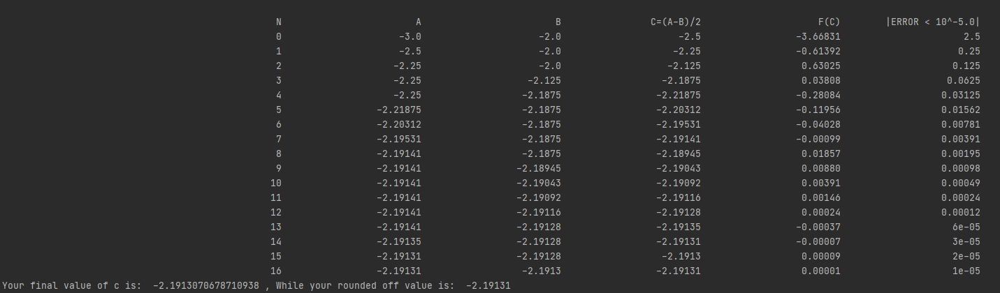 N A B C=(A-B)/2 F(C) |ERROR < 10^-5.0|
0 -3.0 -2.0 -2.5 -3.66831 2.5
1 -2.5 -2.0 -2.25 -0.61392 0.25
2 -2.25 -2.0 -2.125 0.63025 0.125
3 -2.25 -2.125 -2.1875 0.03808 0.0625
4 -2.25 -2.1875 -2.21875 -0.28084 0.03125
5 -2.21875 -2.1875 -2.20312 -0.11956 0.01562
6 -2.20312 -2.1875 -2.19531 -0.04028 0.00781
7 -2.19531 -2.1875 -2.19141 -0.00099 0.00391
8 -2.19141 -2.1875 -2.18945 0.01857 0.00195
9 -2.19141 -2.18945 -2.19043 0.00880 0.00098
10 -2.19141 -2.19043 -2.19092 0.00391 0.00049
11 -2.19141 -2.19092 -2.19116 0.00146 0.00024
12 -2.19141 -2.19116 -2.19128 0.00024 0.00012
13 -2.19141 -2.19128 -2.19135 -0.00037 6e-05
14 -2.19135 -2.19128 -2.19131 -0.00007 3e-05
15 -2.19131 -2.19128 -2.1913 0.00009 2e-05
16 -2.19131 -2.1913 -2.19131 0.00001 1e-05
Your final value of c is:  -2.1913070678710938 , While your rounded off value is:  -2.19131